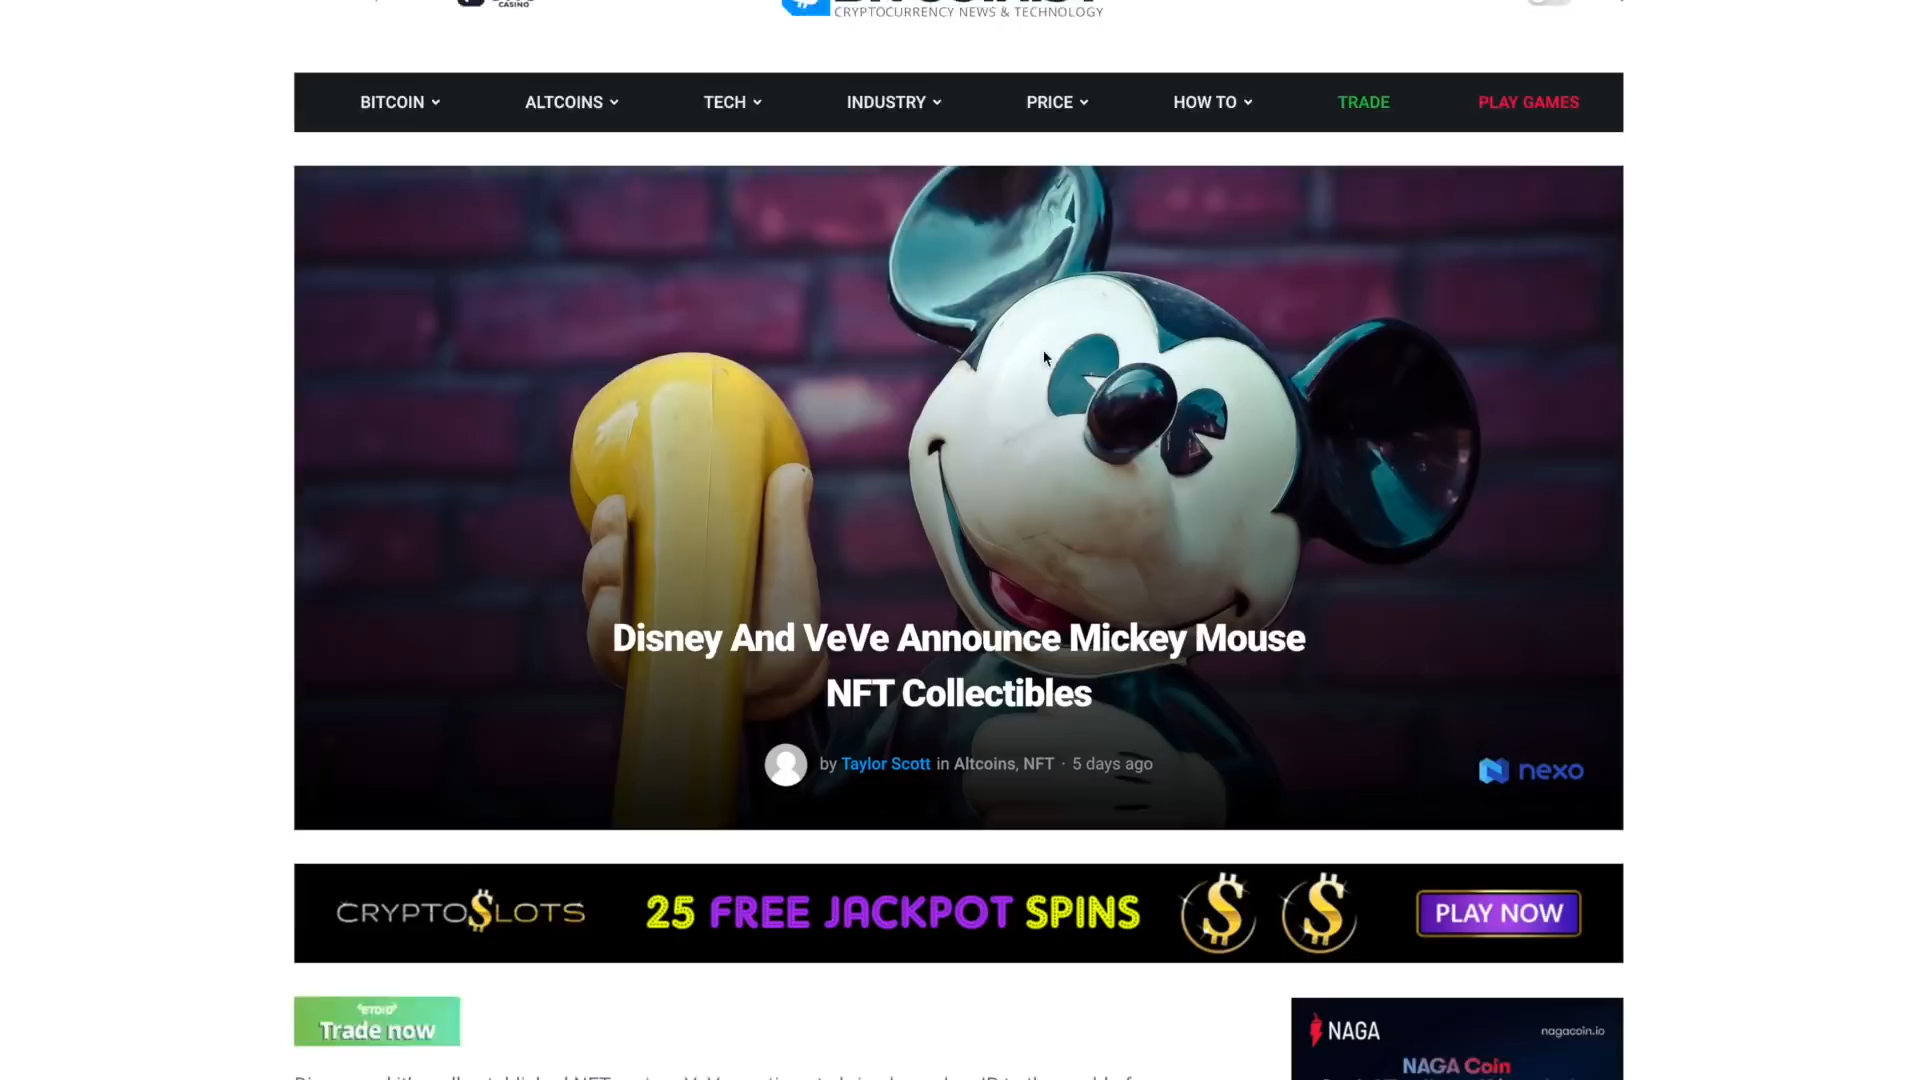 CASINO
CRYPTOCURRENCY NEWS & TECHNOLOGY
BITCOIN ALTCOINS TECH INDUSTRY PRICE HOW TO TRADE PLAY GAMES
Disney And VeVe Announce Mickey Mouse
NFT Collectibles
by Taylor Scott in Altcoins, NFT · 5 days ago
nexo
CRYPTO$LOTS 25 FREE JACKPOT SPINS PLAY NOW
eToro
Trade now
NAGA nagacoin.io
NAGA Coin